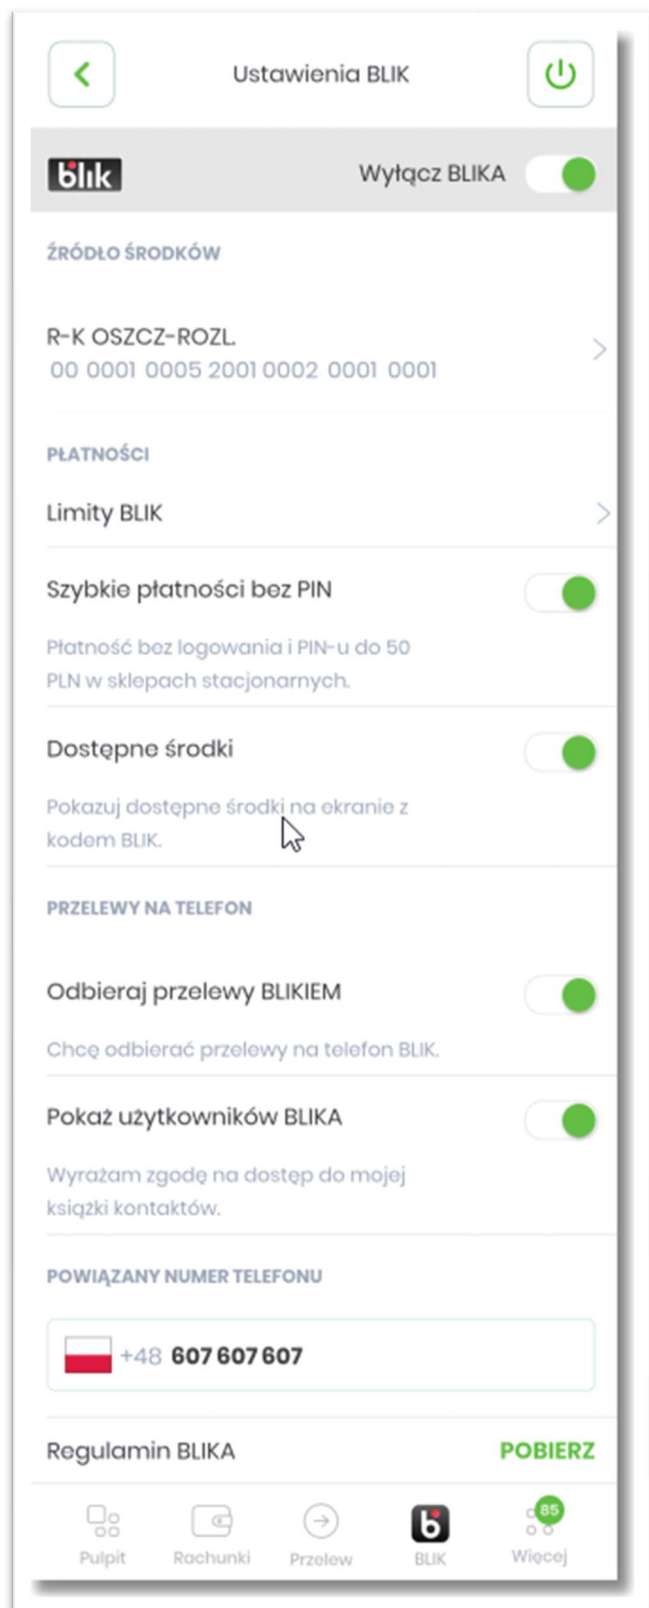 Ustawienia BLIK
blik
Wyłącz BLIKA
ŹRÓDŁO ŚRODKÓW
R-K OSZCZ-ROZL.
00 0001 0005 2001 0002 0001 0001
PŁATNOŚCI
Limity BLIK
Szybkie płatności bez PIN
Płatność bez logowania i PIN-u do 50
PLN w sklepach stacjonarnych.
Dostępne środki
Pokazuj dostępne środki na ekranie z
kodem BLIK.
PRZELEWY NA TELEFON
Odbieraj przelewy BLIKIEM
Chcę odbierać przelewy na telefon BLIK.
Pokaż użytkowników BLIKA
Wyrażam zgodę na dostęp do mojej
książki kontaktów.
POWIĄZANY NUMER TELEFONU
+48 607 607 607
Regulamin BLIKA
POBIERZ
85
Pulpit
Rachunki
Przelew
BLIK
Więcej